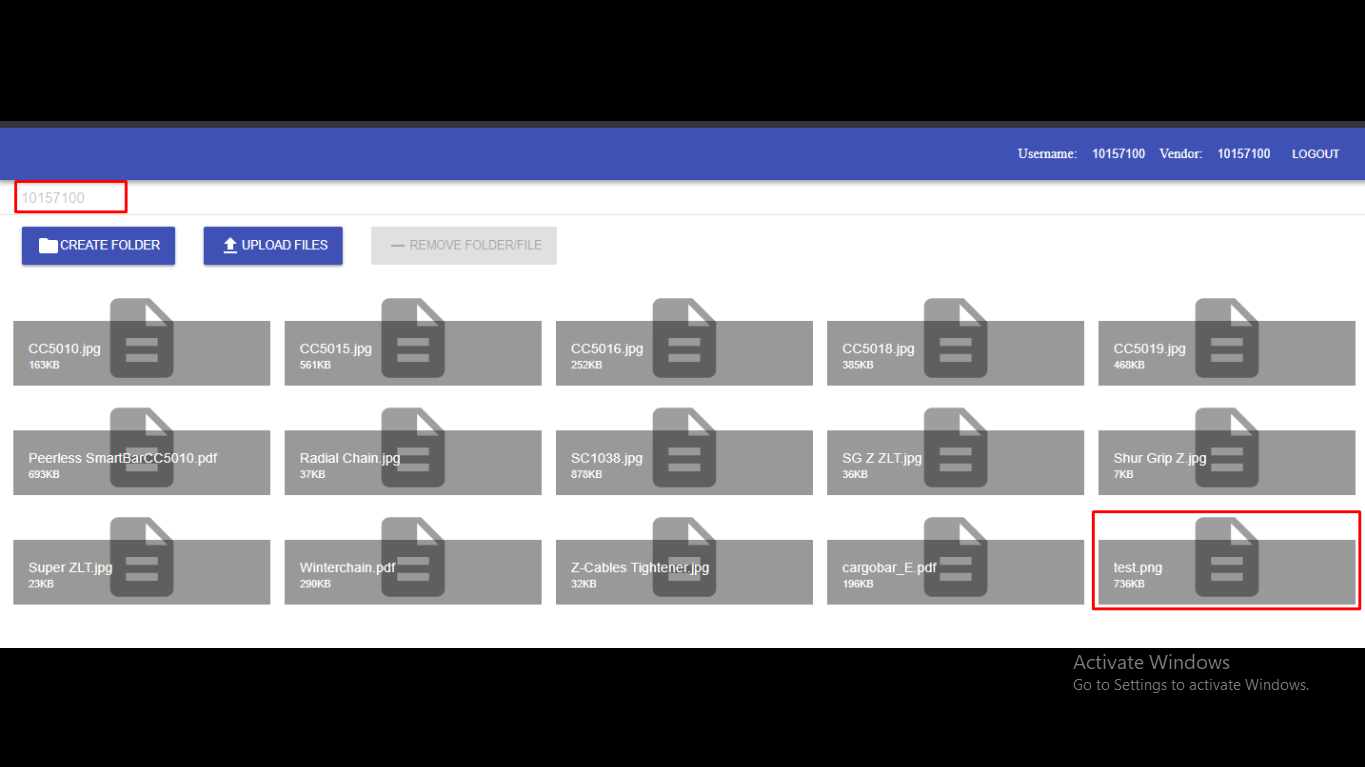 Username: 10157100 Vendor: 10157100 LOGOUT
10157100
CREATE FOLDER UPLOAD FILES REMOVE FOLDER/FILE
CC5010.jpg
163KB
CC5015.jpg
561KB
CC5016.jpg
252KB
CC5018.jpg
385KB
CC5019.jpg
468KB
Peerless SmartBarCC5010.pdf
693KB
Radial Chain.jpg
37KB
SC1038.jpg
878KB
SG Z ZLT.jpg
36KB
Shur Grip Z.jpg
7KB
Super ZLT.jpg
23KB
Winterchain.pdf
290KB
Z-Cables Tightener.jpg
32KB
cargobar_E.pdf
196KB
test.png
736KB
Activate Windows
Go to Settings to activate Windows.